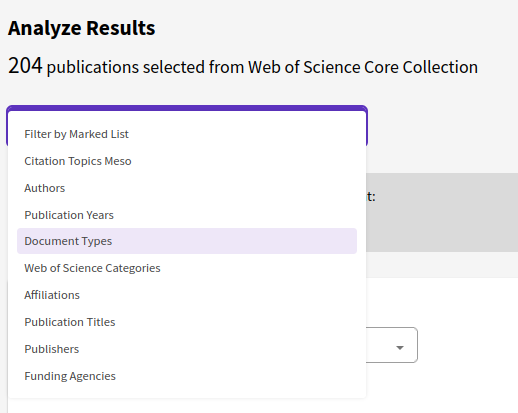 Analyze Results
204 publications selected from Web of Science Core Collection
Filter by Marked List
Citation Topics Meso
Authors
t:
Publication Years
Document Types
Web of Science Categories
Affiliations
Publication Titles
Publishers
Funding Agencies